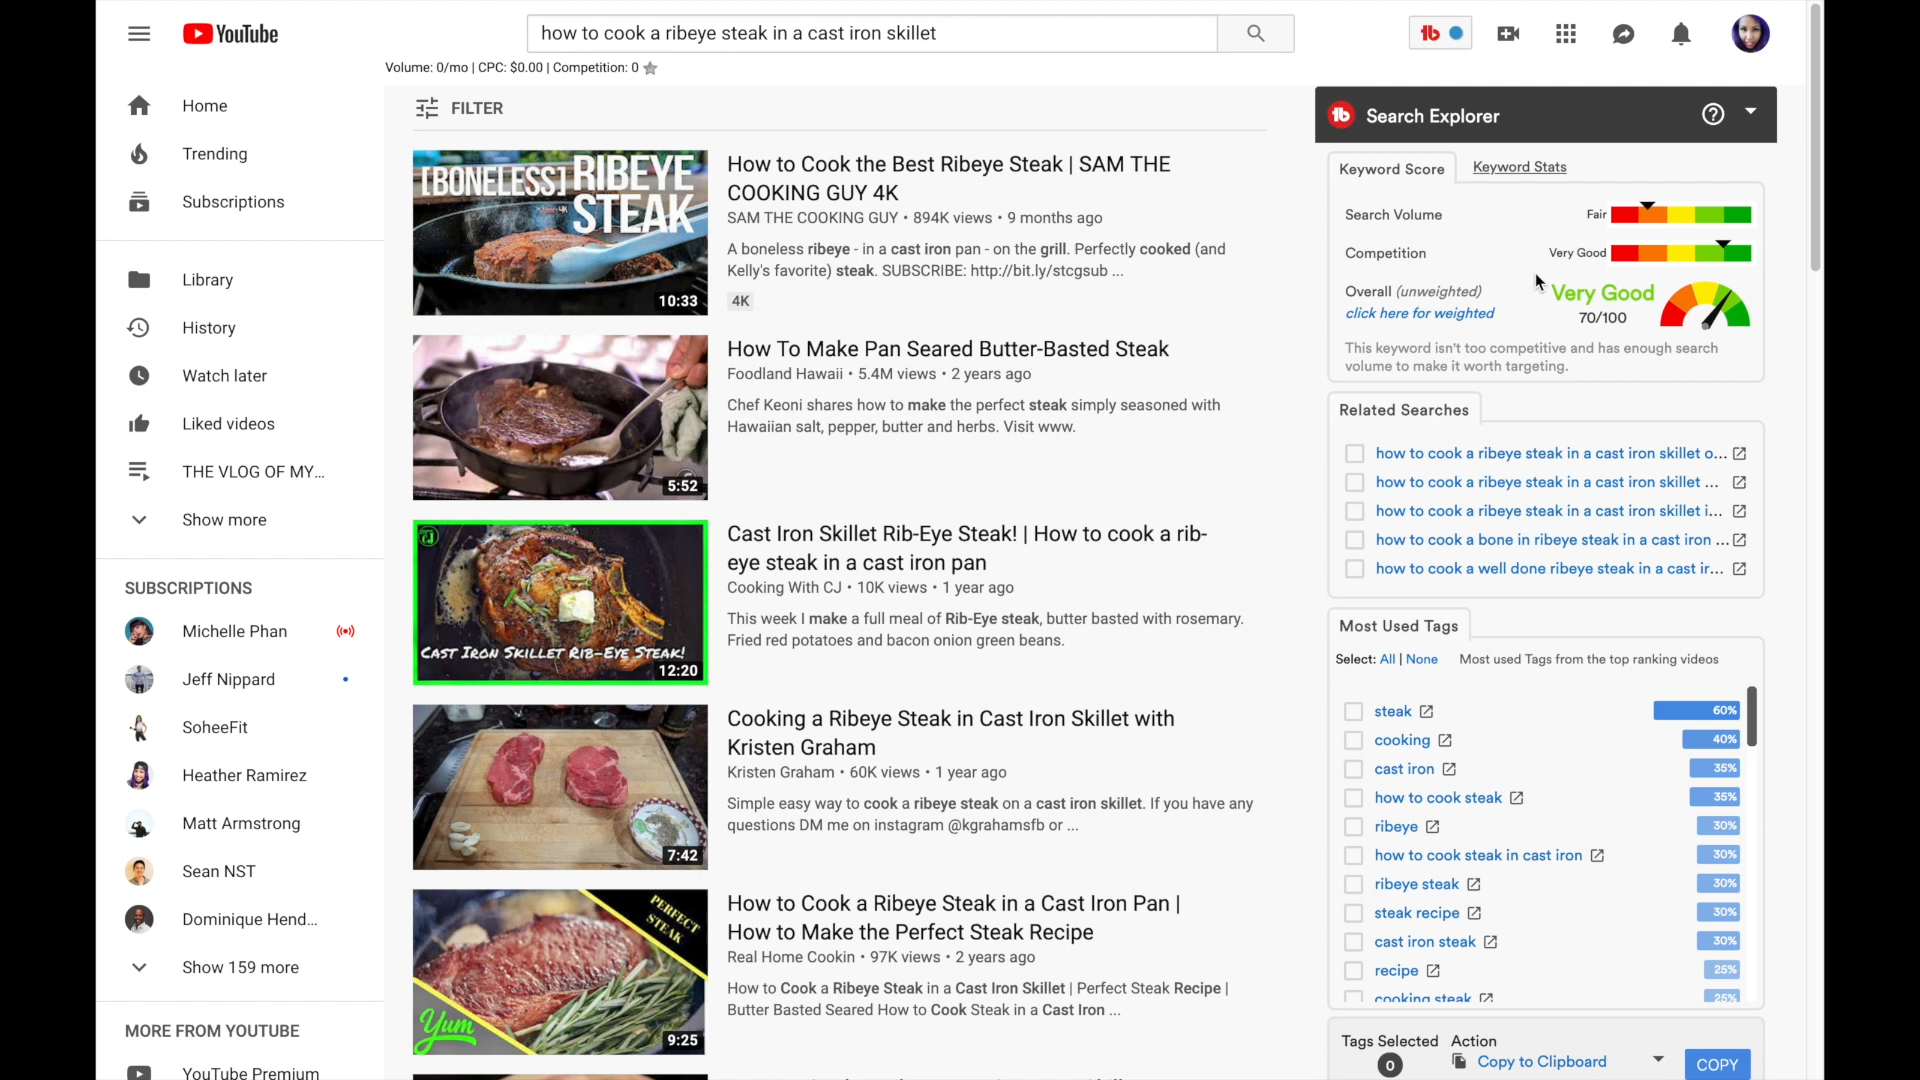 YouTube
how to cook a ribeye steak in a cast iron skillet
Volume: 0/mo | CPC: $0.00 | Competition: 0
Home
Trending
Subscriptions
Library
History
Watch later
Liked videos
THE VLOG OF MY...
Show more
SUBSCRIPTIONS
Michelle Phan
Jeff Nippard
SoheeFit
Heather Ramirez
Matt Armstrong
Sean NST
Dominique Hend...
Show 159 more
MORE FROM YOUTUBE
YouTube Premium
FILTER
[BONELESS] RIBEYE
STEAK
10:33
How to Cook the Best Ribeye Steak | SAM THE
COOKING GUY 4K
SAM THE COOKING GUY • 894K views • 9 months ago
A boneless ribeye - in a cast iron pan - on the grill. Perfectly cooked (and
Kelly's favorite) steak. SUBSCRIBE: http://bit.ly/stcgsub ...
4K
5:52
How To Make Pan Seared Butter-Basted Steak
Foodland Hawaii • 5.4M views • 2 years ago
Chef Keoni shares how to make the perfect steak simply seasoned with
Hawaiian salt, pepper, butter and herbs. Visit www.
CJ
CAST IRON SKILLET RIB-EYE STEAK!
12:20
Cast Iron Skillet Rib-Eye Steak! | How to cook a rib-
eye steak in a cast iron pan
Cooking With CJ • 10K views • 1 year ago
This week I make a full meal of Rib-Eye steak, butter basted with rosemary.
Fried red potatoes and bacon onion green beans.
7:42
Cooking a Ribeye Steak in Cast Iron Skillet with
Kristen Graham
Kristen Graham • 60K views • 1 year ago
Simple easy way to cook a ribeye steak on a cast iron skillet. If you have any
questions DM me on instagram @kgrahamsfb or ...
PERFECT
STEAK
Yum
9:25
How to Cook a Ribeye Steak in a Cast Iron Pan |
How to Make the Perfect Steak Recipe
Real Home Cookin • 97K views • 2 years ago
How to Cook a Ribeye Steak in a Cast Iron Skillet | Perfect Steak Recipe |
Butter Basted Seared How to Cook Steak in a Cast Iron ...
tb
tb
Search Explorer
Keyword Score
Keyword Stats
Search Volume
Fair
Competition
Very Good
Overall (unweighted)
click here for weighted
Very Good
70/100
This keyword isn't too competitive and has enough search
volume to make it worth targeting.
Related Searches
how to cook a ribeye steak in a cast iron skillet o...
how to cook a ribeye steak in a cast iron skillet ...
how to cook a ribeye steak in a cast iron skillet i...
how to cook a bone in ribeye steak in a cast iron ...
how to cook a well done ribeye steak in a cast ir...
Most Used Tags
Select: All | None Most used Tags from the top ranking videos
steak 60%
cooking 40%
cast iron 35%
how to cook steak 35%
ribeye 30%
how to cook steak in cast iron 30%
ribeye steak 30%
steak recipe 30%
cast iron steak 30%
recipe 25%
cooking steak 25%
Tags Selected
0
Action
Copy to Clipboard
COPY